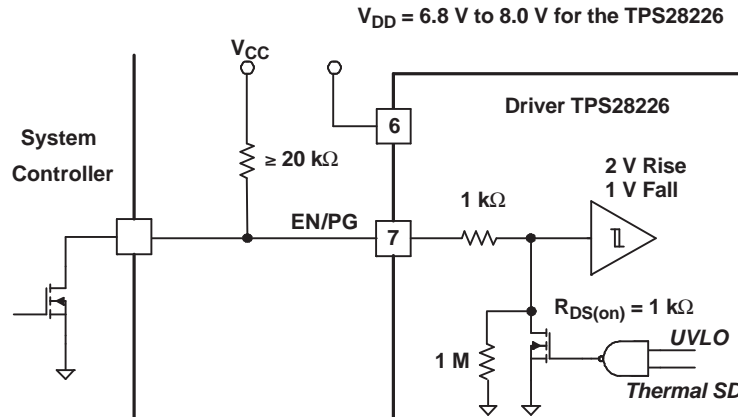 V_DD = 6.8 V to 8.0 V for the TPS28226
V_CC
6
Driver TPS28226
System
Controller
≥ 20 kΩ
2 V Rise
1 V Fall
1 kΩ
EN/PG
7
R_DS(on) = 1 kΩ
1 M
UVLO
Thermal SD